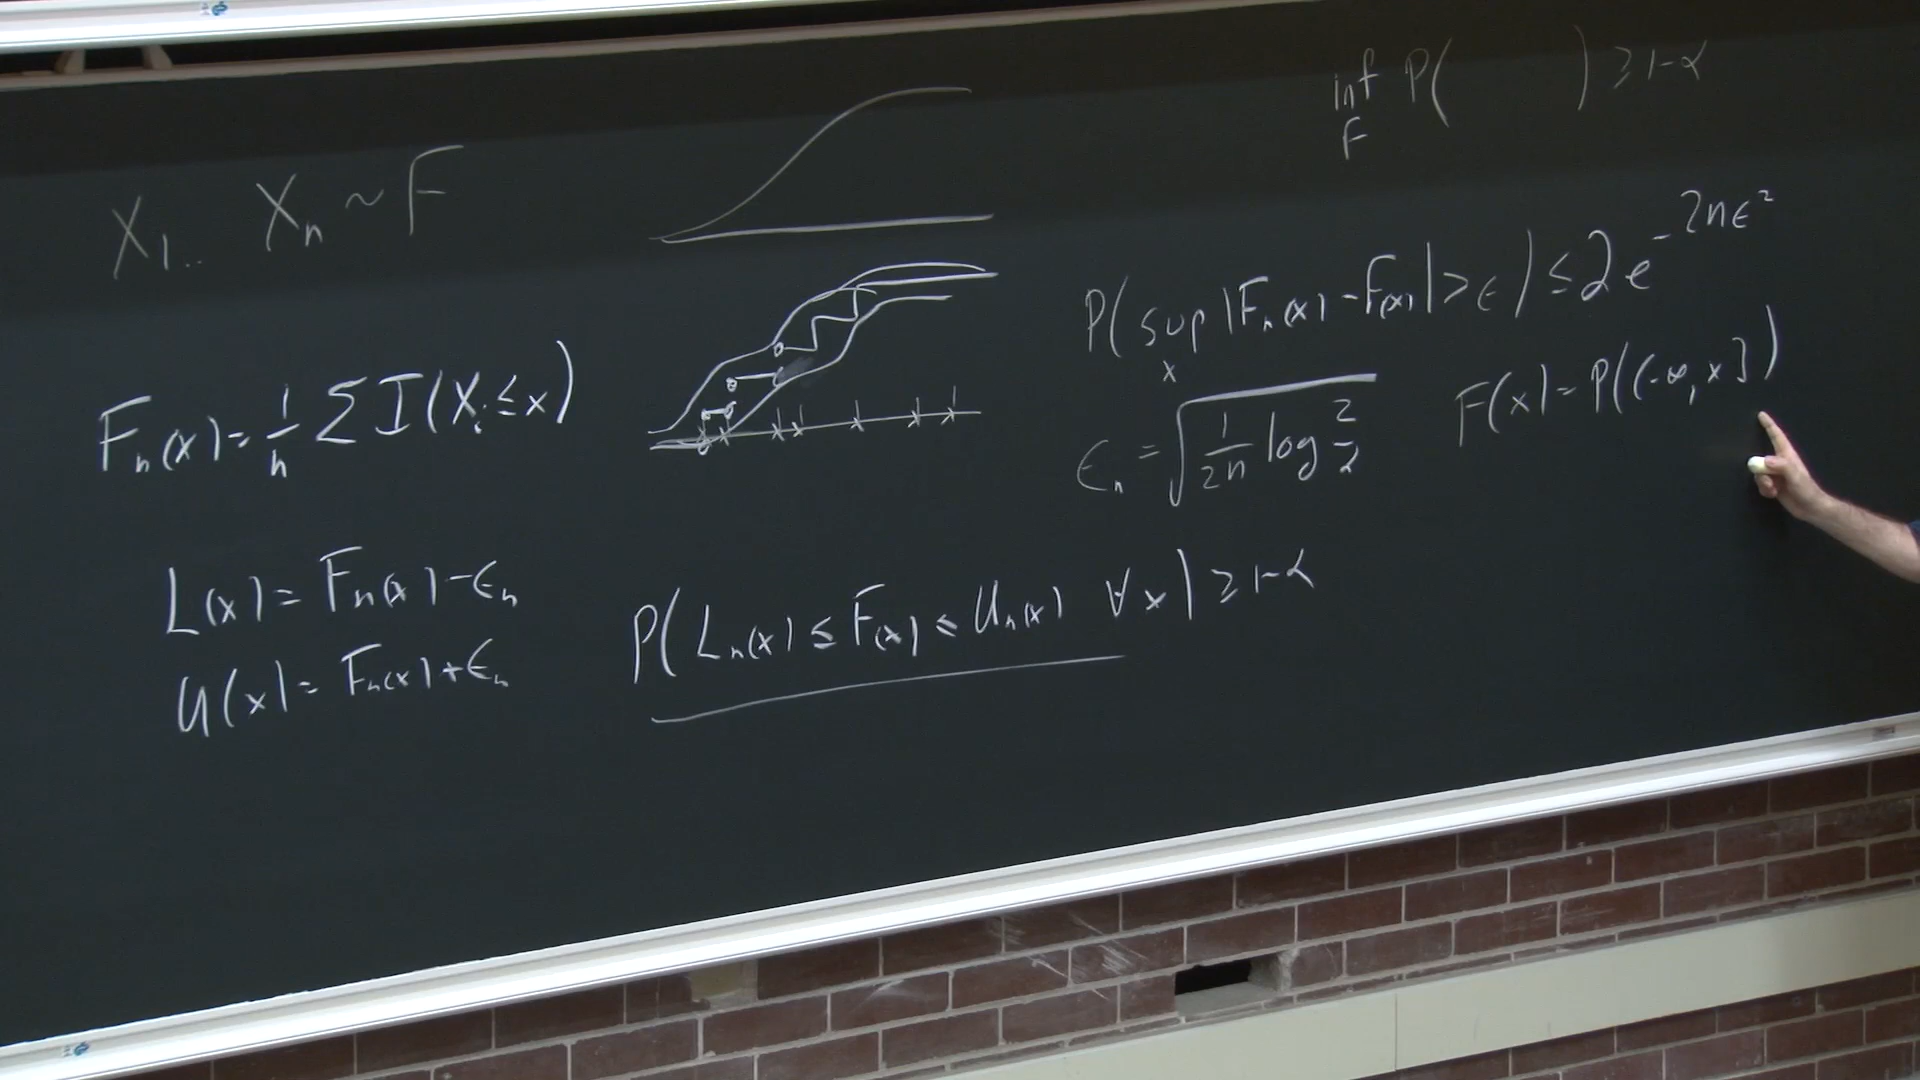 inf P(      ) ≥ 1-α
F
X₁.. Xₙ ~ F
P( sup |Fₙ(x) - F(x)| > ϵ ) ≤ 2e^{-2nϵ²}
x
Fₙ(x) = 1/n Σ I(Xᵢ ≤ x)
ϵₙ = √(1/2n log 2/α)
F(x) = P((-∞, x])
L(x) = Fₙ(x) - ϵₙ
U(x) = Fₙ(x) + ϵₙ
P( Lₙ(x) ≤ F(x) ≤ Uₙ(x) ∀x ) ≥ 1-α